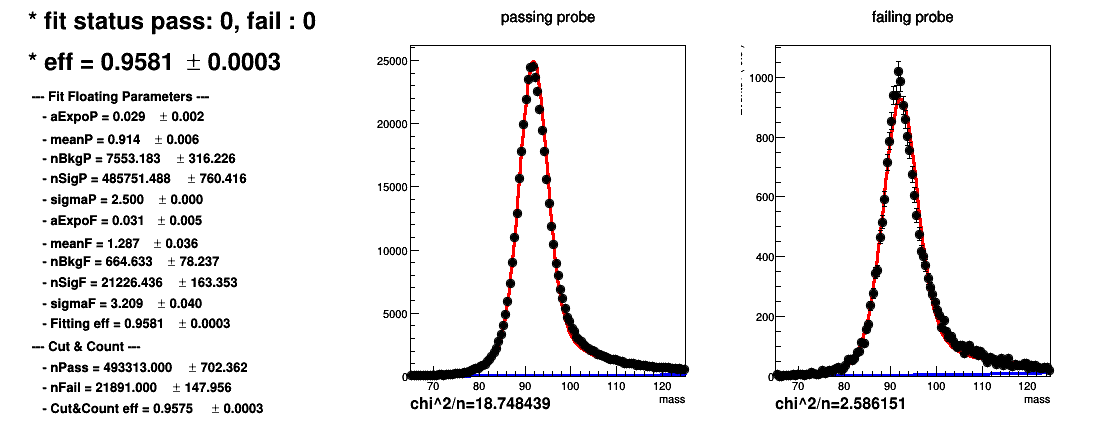 * fit status pass: 0, fail : 0
* eff = 0.9581 ± 0.0003
--- Fit Floating Parameters ---
- aExpoP = 0.029 ± 0.002
- meanP = 0.914 ± 0.006
- nBkgP = 7553.183 ± 316.226
- nSigP = 485751.488 ± 760.416
- sigmaP = 2.500 ± 0.000
- aExpoF = 0.031 ± 0.005
- meanF = 1.287 ± 0.036
- nBkgF = 664.633 ± 78.237
- nSigF = 21226.436 ± 163.353
- sigmaF = 3.209 ± 0.040
- Fitting eff = 0.9581 ± 0.0003
--- Cut & Count ---
- nPass = 493313.000 ± 702.362
- nFail = 21891.000 ± 147.956
- Cut&Count eff = 0.9575 ± 0.0003
passing probe
25000
20000
15000
10000
5000
0
70 80 90 100 110 120
mass
chi^2/n=18.748439
failing probe
1000
800
600
400
200
0
70 80 90 100 110 120
mass
chi^2/n=2.586151